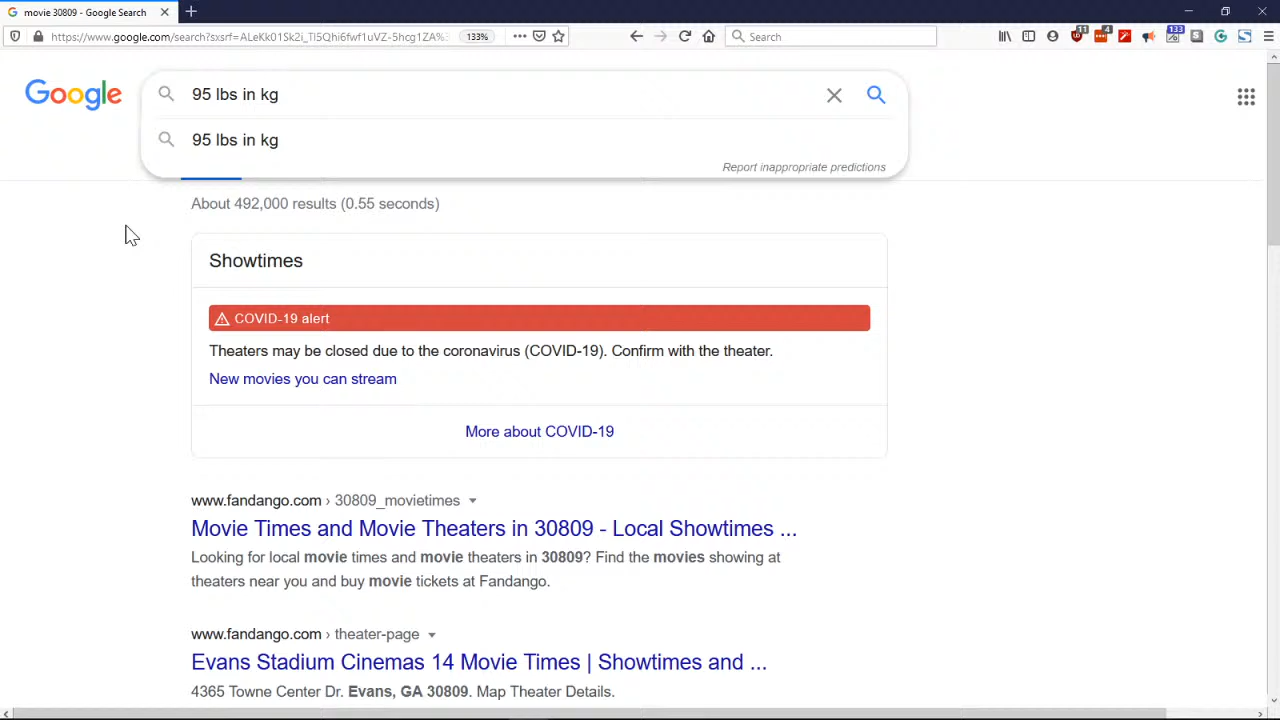 movie 30809 - Google Search
https://www.google.com/search?sxsrf=ALeKk01Sk2i_TI5Qhi6fwf1uVZ-5hcg1ZA%:
133%
Search
11
4
133
Google
95 lbs in kg
95 lbs in kg
Report inappropriate predictions
About 492,000 results (0.55 seconds)
Showtimes
COVID-19 alert
Theaters may be closed due to the coronavirus (COVID-19). Confirm with the theater.
New movies you can stream
More about COVID-19
www.fandango.com › 30809_movietimes
Movie Times and Movie Theaters in 30809 - Local Showtimes ...
Looking for local movie times and movie theaters in 30809? Find the movies showing at
theaters near you and buy movie tickets at Fandango.
www.fandango.com › theater-page
Evans Stadium Cinemas 14 Movie Times | Showtimes and ...
4365 Towne Center Dr. Evans, GA 30809. Map Theater Details.